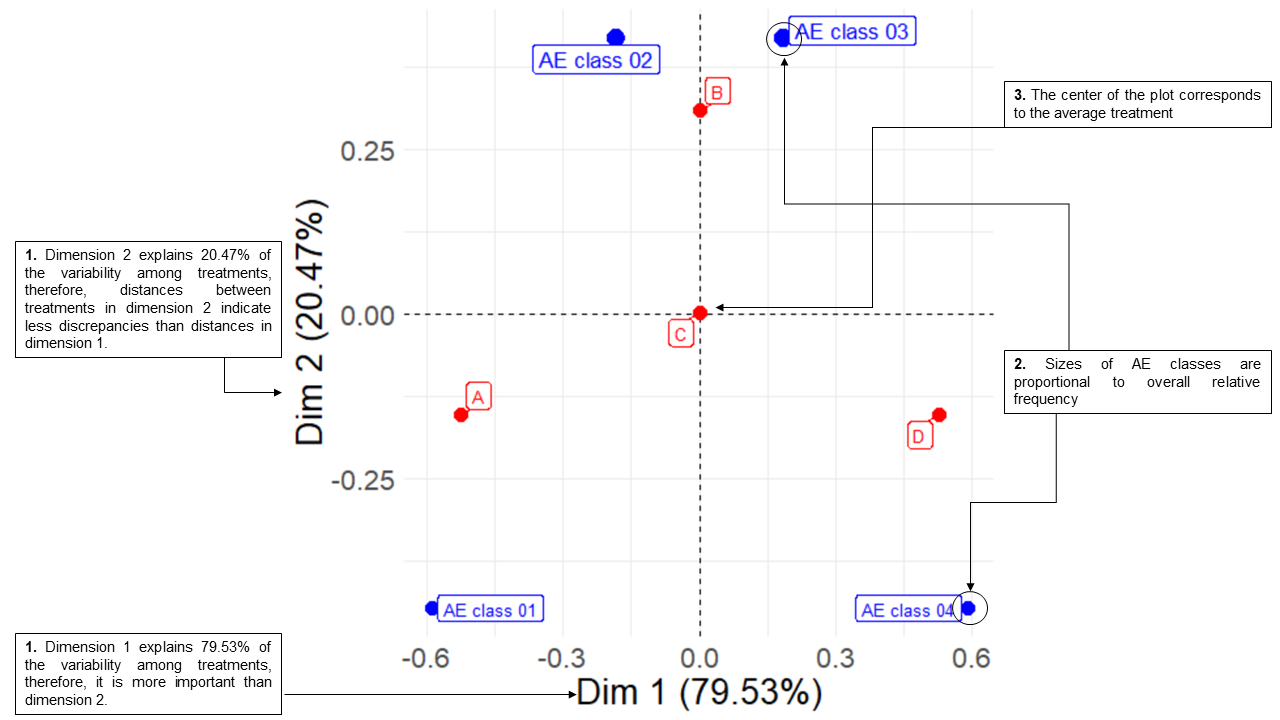 AE class 02
AE class 03
B
3. The center of the plot corresponds
to the average treatment
0.25
1. Dimension 2 explains 20.47% of
the variability among treatments,
therefore, distances between
treatments in dimension 2 indicate
less discrepancies than distances in
dimension 1.
Dim 2 (20.47%)
0.00
C
2. Sizes of AE classes are
proportional to overall relative
frequency
A
D
-0.25
AE class 01
AE class 04
1. Dimension 1 explains 79.53% of
the variability among treatments,
therefore, it is more important than
dimension 2.
-0.6 -0.3 0.0 0.3 0.6
Dim 1 (79.53%)